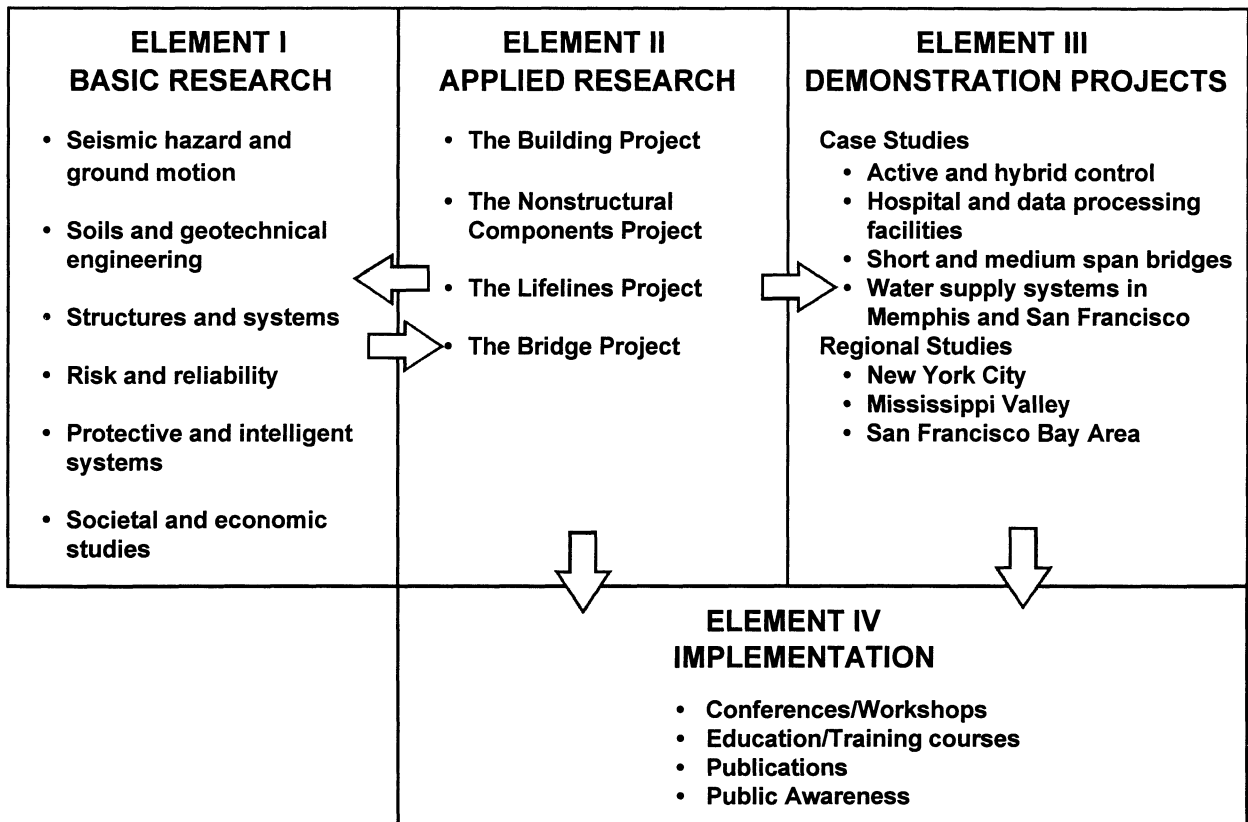 ELEMENT I
BASIC RESEARCH
• Seismic hazard and
ground motion
• Soils and geotechnical
engineering
• Structures and systems
• Risk and reliability
• Protective and intelligent
systems
• Societal and economic
studies
ELEMENT II
APPLIED RESEARCH
• The Building Project
• The Nonstructural
Components Project
• The Lifelines Project
• The Bridge Project
ELEMENT III
DEMONSTRATION PROJECTS
Case Studies
• Active and hybrid control
• Hospital and data processing
facilities
• Short and medium span bridges
• Water supply systems in
Memphis and San Francisco
Regional Studies
• New York City
• Mississippi Valley
• San Francisco Bay Area
ELEMENT IV
IMPLEMENTATION
• Conferences/Workshops
• Education/Training courses
• Publications
• Public Awareness